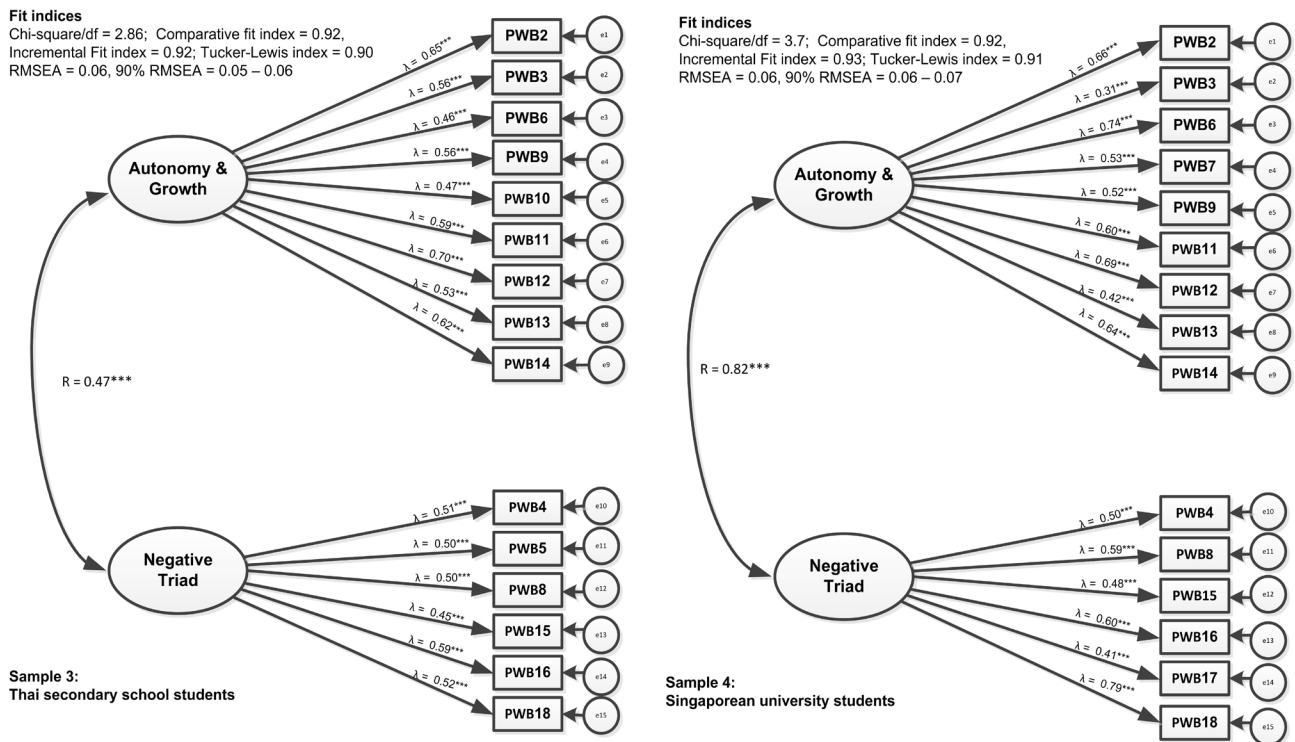 Fit indices
Chi-square/df = 2.86; Comparative fit index = 0.92,
Incremental Fit index = 0.92; Tucker-Lewis index = 0.90
RMSEA = 0.06, 90% RMSEA = 0.05 – 0.06
Autonomy &
Growth
λ = 0.65***
PWB2
e1
λ = 0.56***
PWB3
e2
λ = 0.46***
PWB6
e3
λ = 0.56***
PWB9
e4
λ = 0.47***
PWB10
e5
λ = 0.59***
PWB11
e6
λ = 0.70***
PWB12
e7
λ = 0.53***
PWB13
e8
λ = 0.62***
PWB14
e9
R = 0.47***
Negative
Triad
λ = 0.51***
PWB4
e10
λ = 0.50***
PWB5
e11
λ = 0.50***
PWB8
e12
λ = 0.45***
PWB15
e13
λ = 0.59***
PWB16
e14
λ = 0.52***
PWB18
e15
Sample 3:
Thai secondary school students
Fit indices
Chi-square/df = 3.7; Comparative fit index = 0.92,
Incremental Fit index = 0.93; Tucker-Lewis index = 0.91
RMSEA = 0.06, 90% RMSEA = 0.06 – 0.07
Autonomy &
Growth
λ = 0.66***
PWB2
e1
λ = 0.31***
PWB3
e2
λ = 0.74***
PWB6
e3
λ = 0.53***
PWB7
e4
λ = 0.52***
PWB9
e5
λ = 0.60***
PWB11
e6
λ = 0.69***
PWB12
e7
λ = 0.42***
PWB13
e8
λ = 0.64***
PWB14
e9
R = 0.82***
Negative
Triad
λ = 0.50***
PWB4
e10
λ = 0.59***
PWB8
e11
λ = 0.48***
PWB15
e12
λ = 0.60***
PWB16
e13
λ = 0.41***
PWB17
e14
λ = 0.79***
PWB18
e15
Sample 4:
Singaporean university students